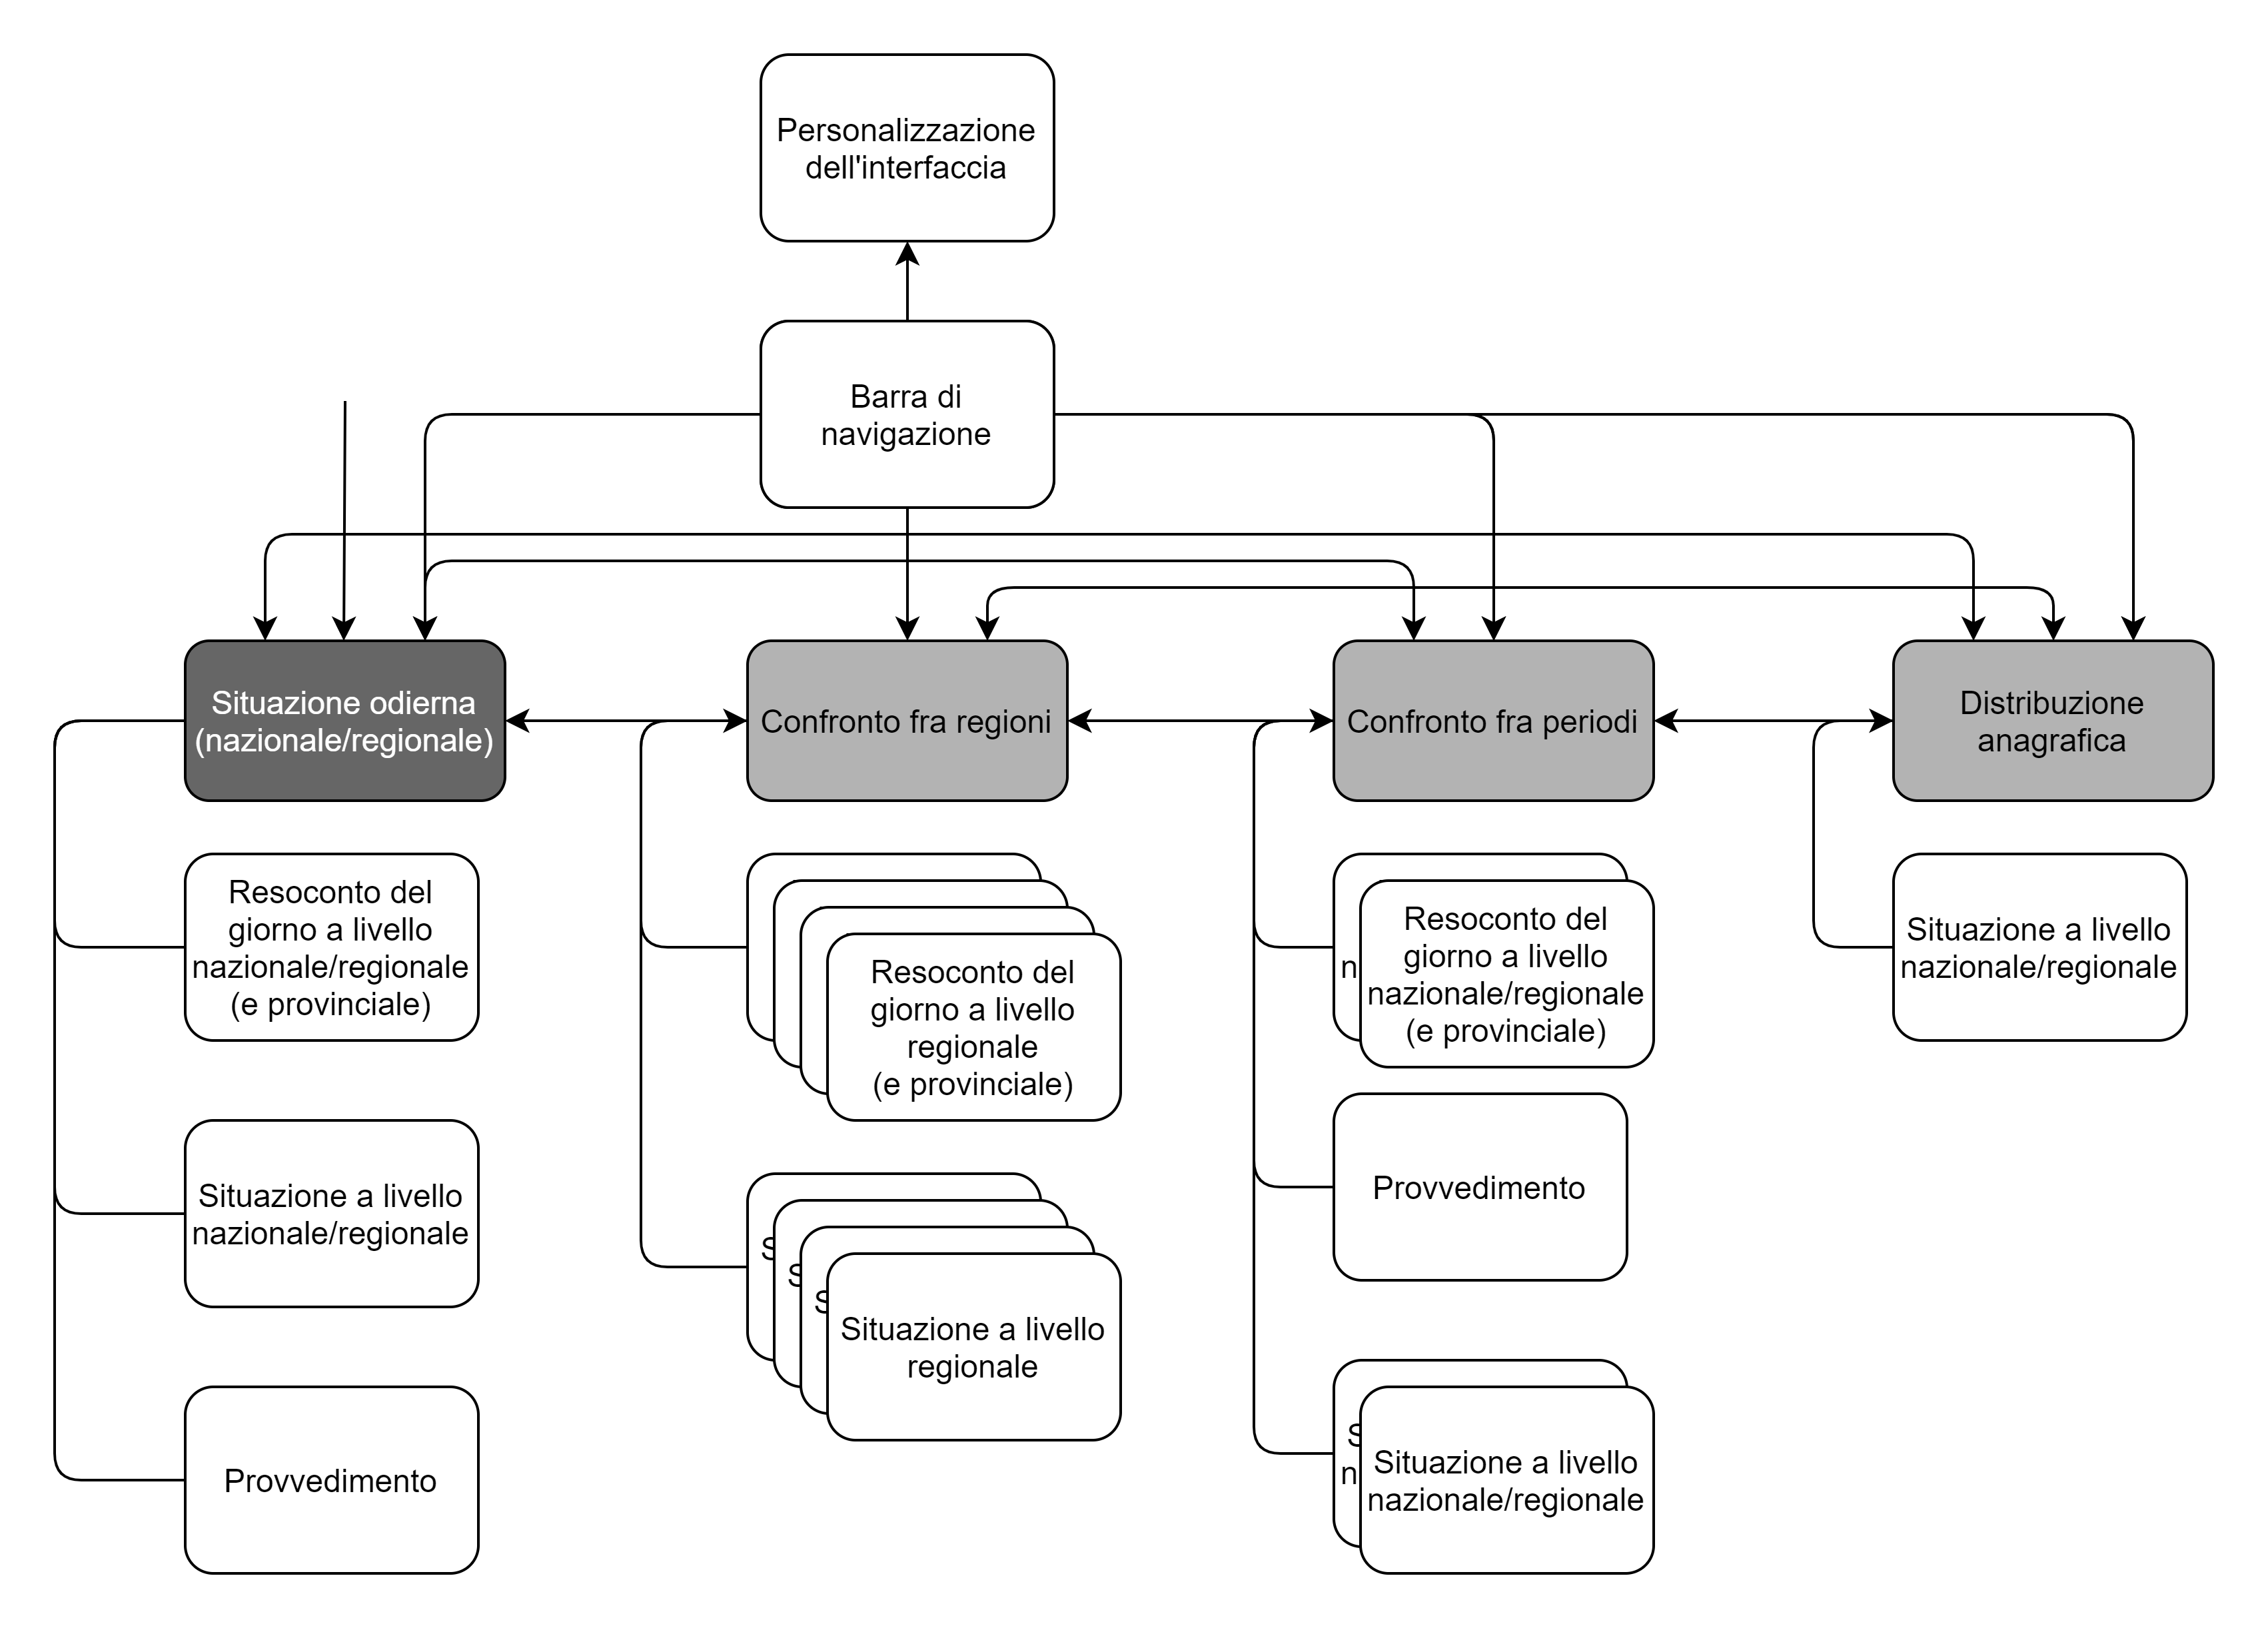 Personalizzazione
dell'interfaccia
Barra di
navigazione
Situazione odierna
(nazionale/regionale)
Confronto fra regioni
Confronto fra periodi
Distribuzione
anagrafica
Resoconto del
giorno a livello
nazionale/regionale
(e provinciale)
Situazione a livello
nazionale/regionale
Provvedimento
Resoconto del
giorno a livello
regionale
(e provinciale)
S
S
S
Situazione a livello
regionale
n
Resoconto del
giorno a livello
nazionale/regionale
(e provinciale)
Provvedimento
S
n
Situazione a livello
nazionale/regionale
Situazione a livello
nazionale/regionale